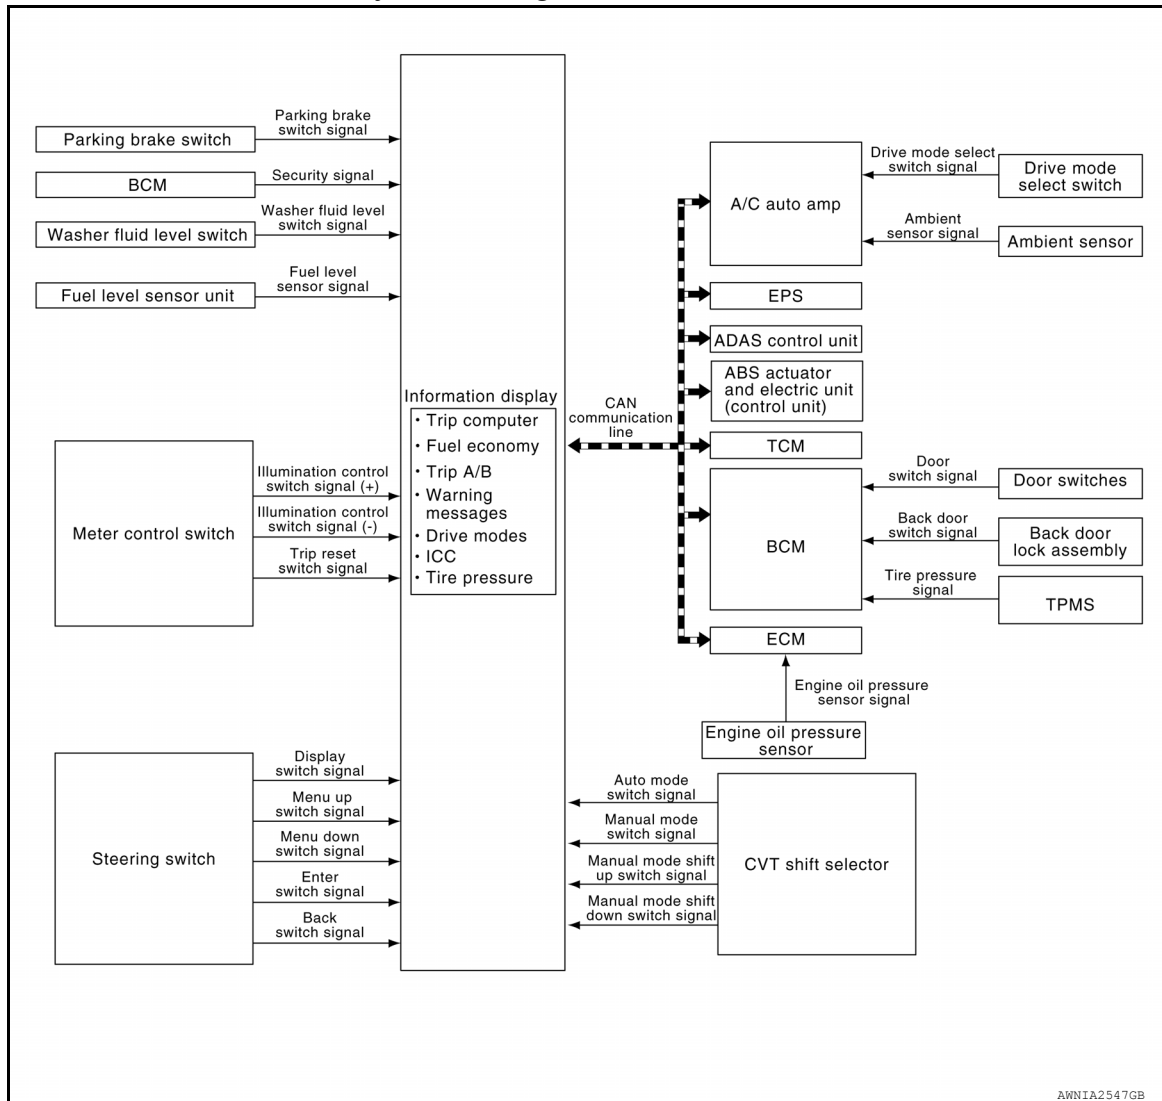 Parking brake
switch signal
Parking brake switch
Security signal
BCM
Washer fluid level
switch signal
Washer fluid level switch
Fuel level
sensor signal
Fuel level sensor unit
Information display
· Trip computer
· Fuel economy
· Trip A/B
· Warning
messages
· Drive modes
· ICC
· Tire pressure
Meter control switch
Illumination control
switch signal (+)
Illumination control
switch signal (-)
Trip reset
switch signal
Steering switch
Display
switch signal
Menu up
switch signal
Menu down
switch signal
Enter
switch signal
Back
switch signal
CAN
communication
line
A/C auto amp
Drive mode select
switch signal
Drive mode
select switch
Ambient
sensor signal
Ambient sensor
EPS
ADAS control unit
ABS actuator
and electric unit
(control unit)
TCM
BCM
Door
switch signal
Door switches
Back door
switch signal
Back door
lock assembly
Tire pressure
signal
TPMS
ECM
Engine oil pressure
sensor signal
Engine oil pressure
sensor
Auto mode
switch signal
Manual mode
switch signal
Manual mode shift
up switch signal
Manual mode shift
down switch signal
CVT shift selector
AWNIA2547GB